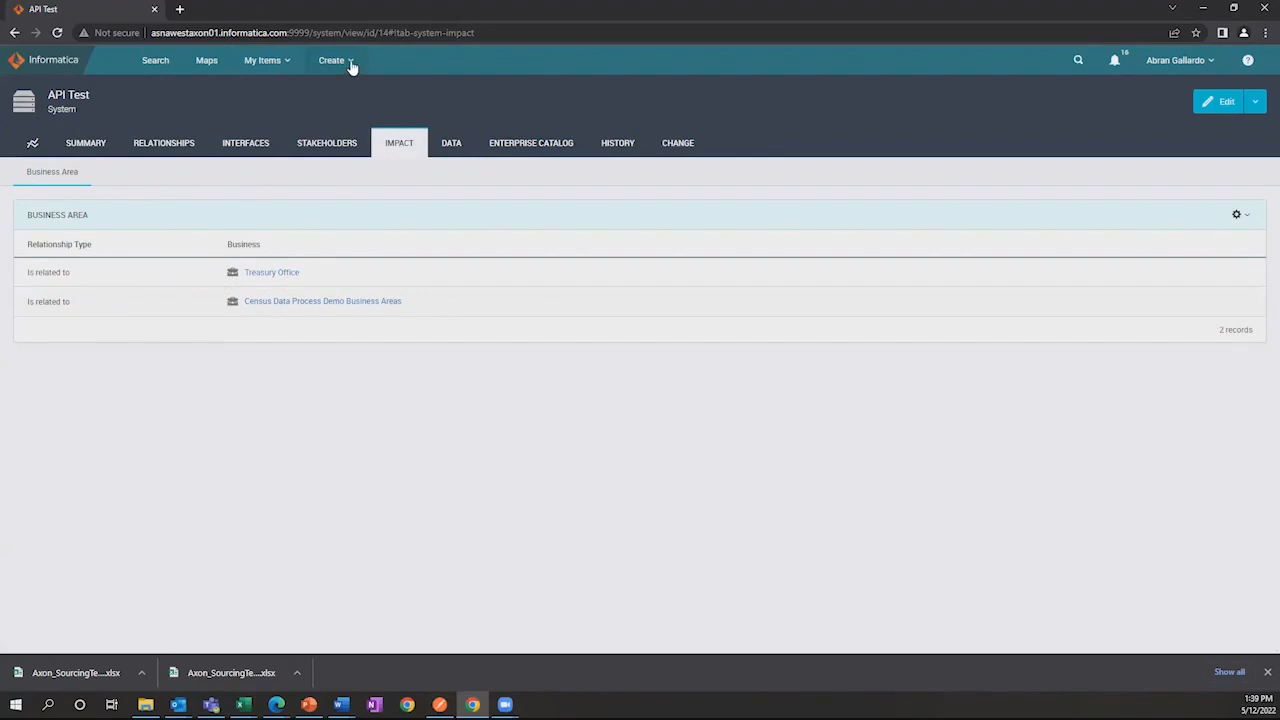 API Test
Not secure asnawestaxon01.informatica.com:9999/system/view/id/14#!tab-system-impact
Informatica Search Maps My Items Create 16 Abran Gallardo
API Test
System
Edit
SUMMARY RELATIONSHIPS INTERFACES STAKEHOLDERS IMPACT DATA ENTERPRISE CATALOG HISTORY CHANGE
Business Area
BUSINESS AREA
Relationship Type Business
Is related to Treasury Office
Is related to Census Data Process Demo Business Areas
2 records
Axon_SourcingTe....xlsx Axon_SourcingTe....xlsx Show all
1:39 PM
5/12/2022